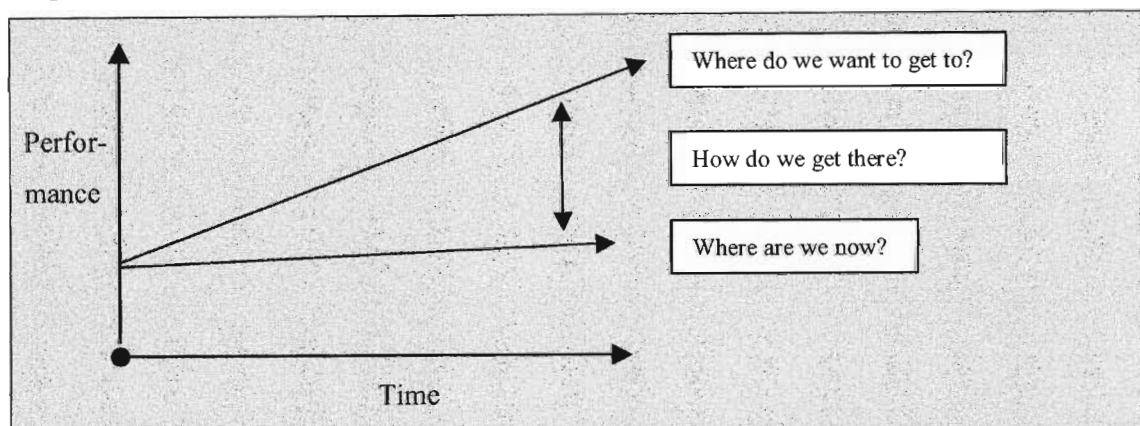 Where do we want to get to?
Perfor-
mance
How do we get there?
Where are we now?
Time